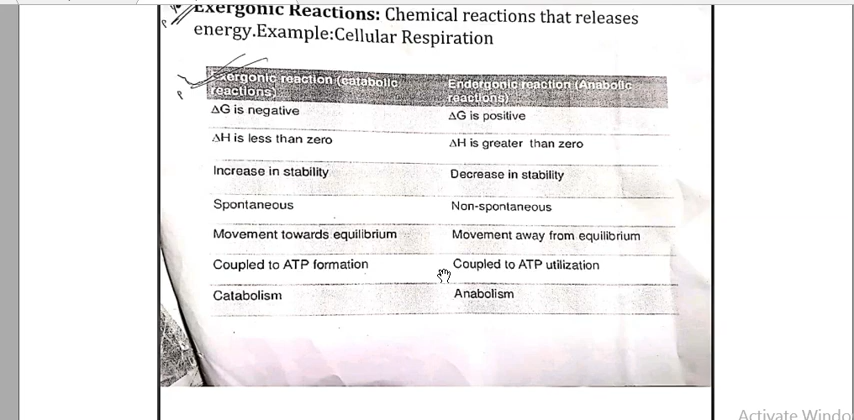 Exergonic Reactions: Chemical reactions that releases
energy.Example:Cellular Respiration
Exergonic reaction (catabolic reactions) Endergonic reaction (Anabolic reactions)
ΔG is negative ΔG is positive
ΔH is less than zero ΔH is greater than zero
Increase in stability Decrease in stability
Spontaneous Non-spontaneous
Movement towards equilibrium Movement away from equilibrium
Coupled to ATP formation Coupled to ATP utilization
Catabolism Anabolism
Activate Windo